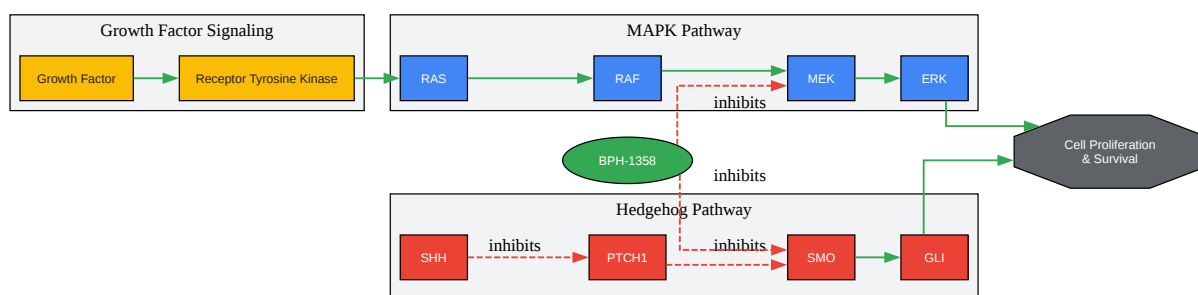 Growth Factor Signaling
MAPK Pathway
Growth Factor
Receptor Tyrosine Kinase
RAS
RAF
MEK
ERK
inhibits
Cell Proliferation
& Survival
BPH-1358
inhibits
Hedgehog Pathway
inhibits
inhibits
SHH
PTCH1
SMO
GLI